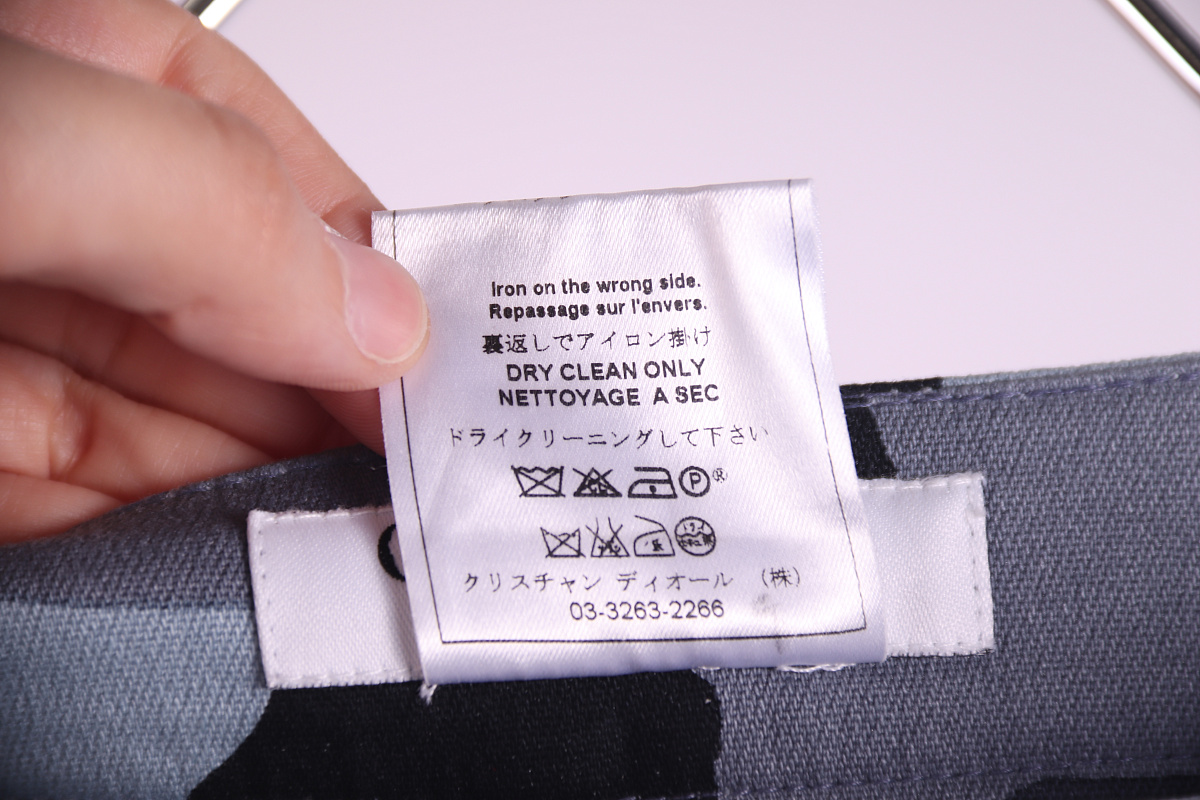 Iron on the wrong side.
Repassage sur l'envers.
裏返しでアイロン掛け
DRY CLEAN ONLY
NETTOYAGE A SEC
ドライクリーニングして下さい
P®
クリスチャン ディオール (株)
03-3263-2266